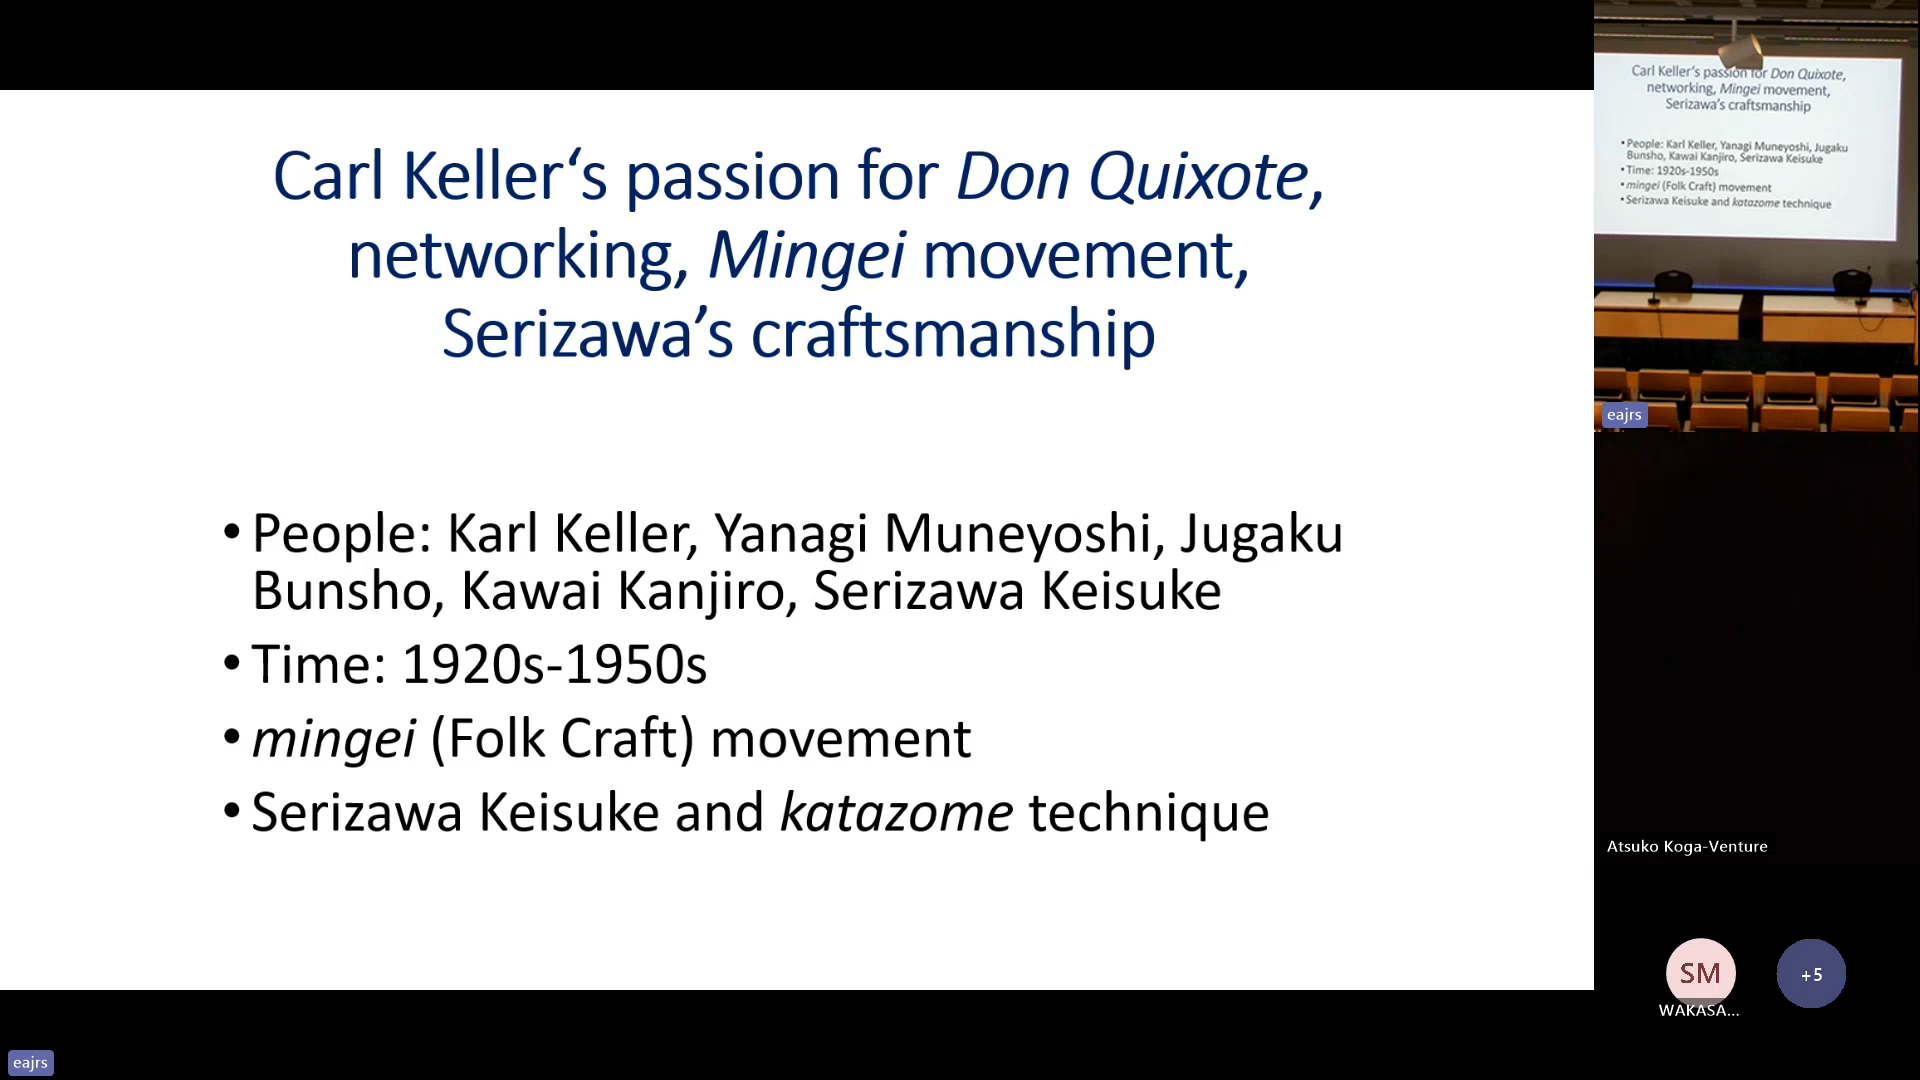 Carl Keller‘s passion for Don Quixote,
networking, Mingei movement,
Serizawa’s craftsmanship
•People: Karl Keller, Yanagi Muneyoshi, Jugaku
Bunsho, Kawai Kanjiro, Serizawa Keisuke
•Time: 1920s-1950s
•mingei (Folk Craft) movement
•Serizawa Keisuke and katazome technique
eajrs
Carl Keller‘s passion for Don Quixote,
networking, Mingei movement,
Serizawa’s craftsmanship
•People: Karl Keller, Yanagi Muneyoshi, Jugaku
Bunsho, Kawai Kanjiro, Serizawa Keisuke
•Time: 1920s-1950s
•mingei (Folk Craft) movement
•Serizawa Keisuke and katazome technique
eajrs
Atsuko Koga-Venture
SM
+5
WAKASA...